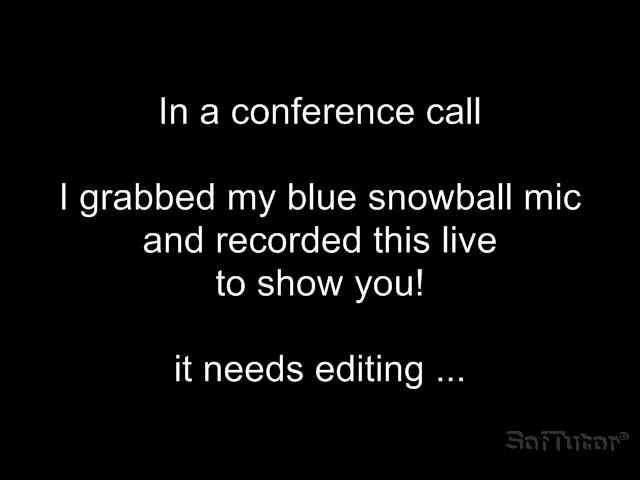 In a conference call
I grabbed my blue snowball mic
and recorded this live
to show you!
it needs editing ...
SofTutor®